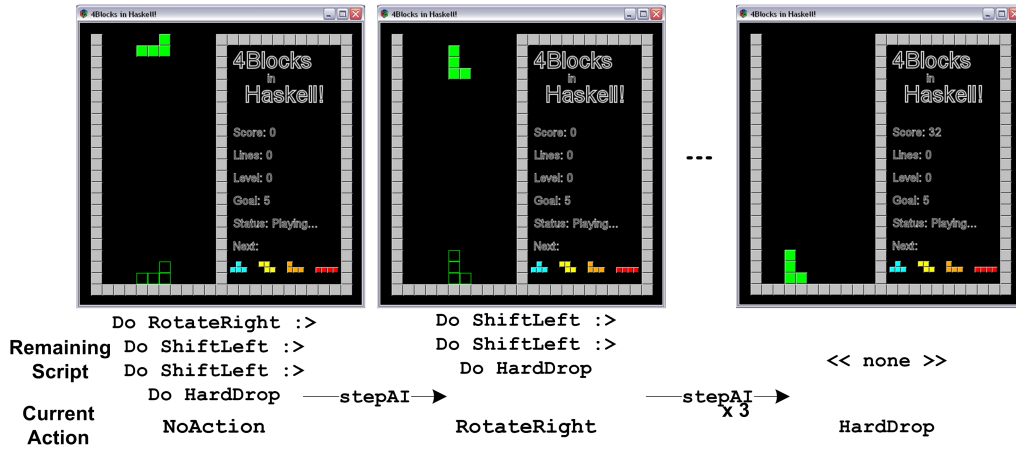 4Blocks in Haskell!
4Blocks
in
Haskell!
Score: 0
Lines: 0
Level: 0
Goal: 5
Status: Playing...
Next:
4Blocks in Haskell!
4Blocks
in
Haskell!
Score: 0
Lines: 0
Level: 0
Goal: 5
Status: Playing...
Next:
---
4Blocks in Haskell!
4Blocks
in
Haskell!
Score: 32
Lines: 0
Level: 0
Goal: 5
Status: Playing...
Next:
Remaining
Script
Do RotateRight :>
Do ShiftLeft :>
Do ShiftLeft :>
Do HardDrop
stepAI
Do ShiftLeft :>
Do ShiftLeft :>
Do HardDrop
stepAI
x 3
<< none >>
Current
Action
NoAction
RotateRight
HardDrop